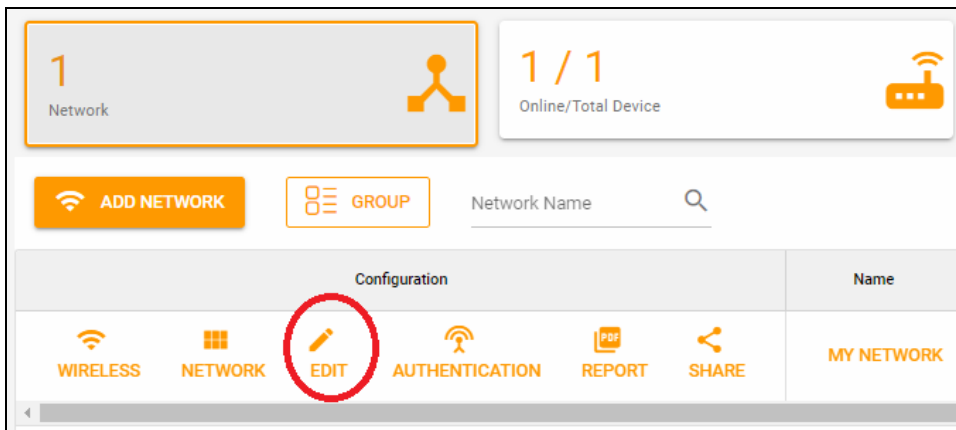 1
Network
1 / 1
Online/Total Device
ADD NETWORK
GROUP
Network Name
Configuration
Name
WIRELESS
NETWORK
EDIT
AUTHENTICATION
PDF
REPORT
SHARE
MY NETWORK